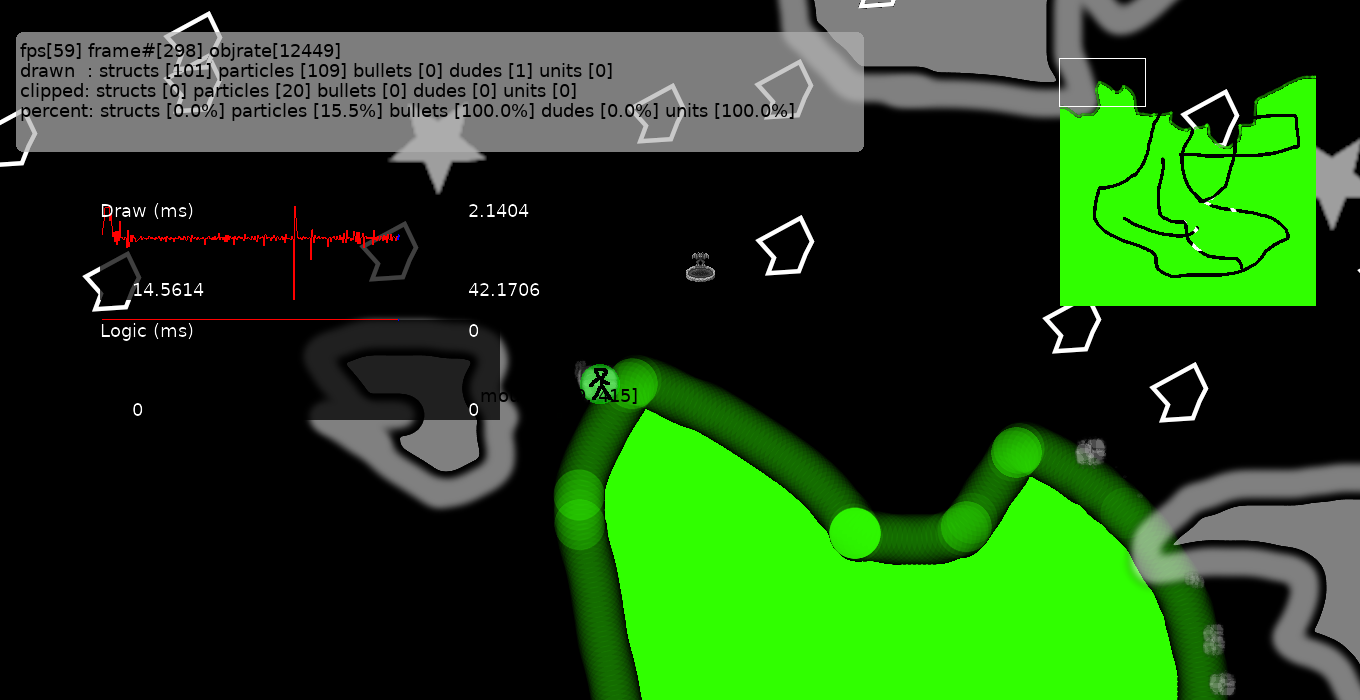 fps[59] frame#[298] objrate[12449]
drawn  : structs [101] particles [109] bullets [0] dudes [1] units [0]
clipped: structs [0] particles [20] bullets [0] dudes [0] units [0]
percent: structs [0.0%] particles [15.5%] bullets [100.0%] dudes [0.0%] units [100.0%]
Draw (ms) 2.1404
14.5614 42.1706
Logic (ms) 0
0 0